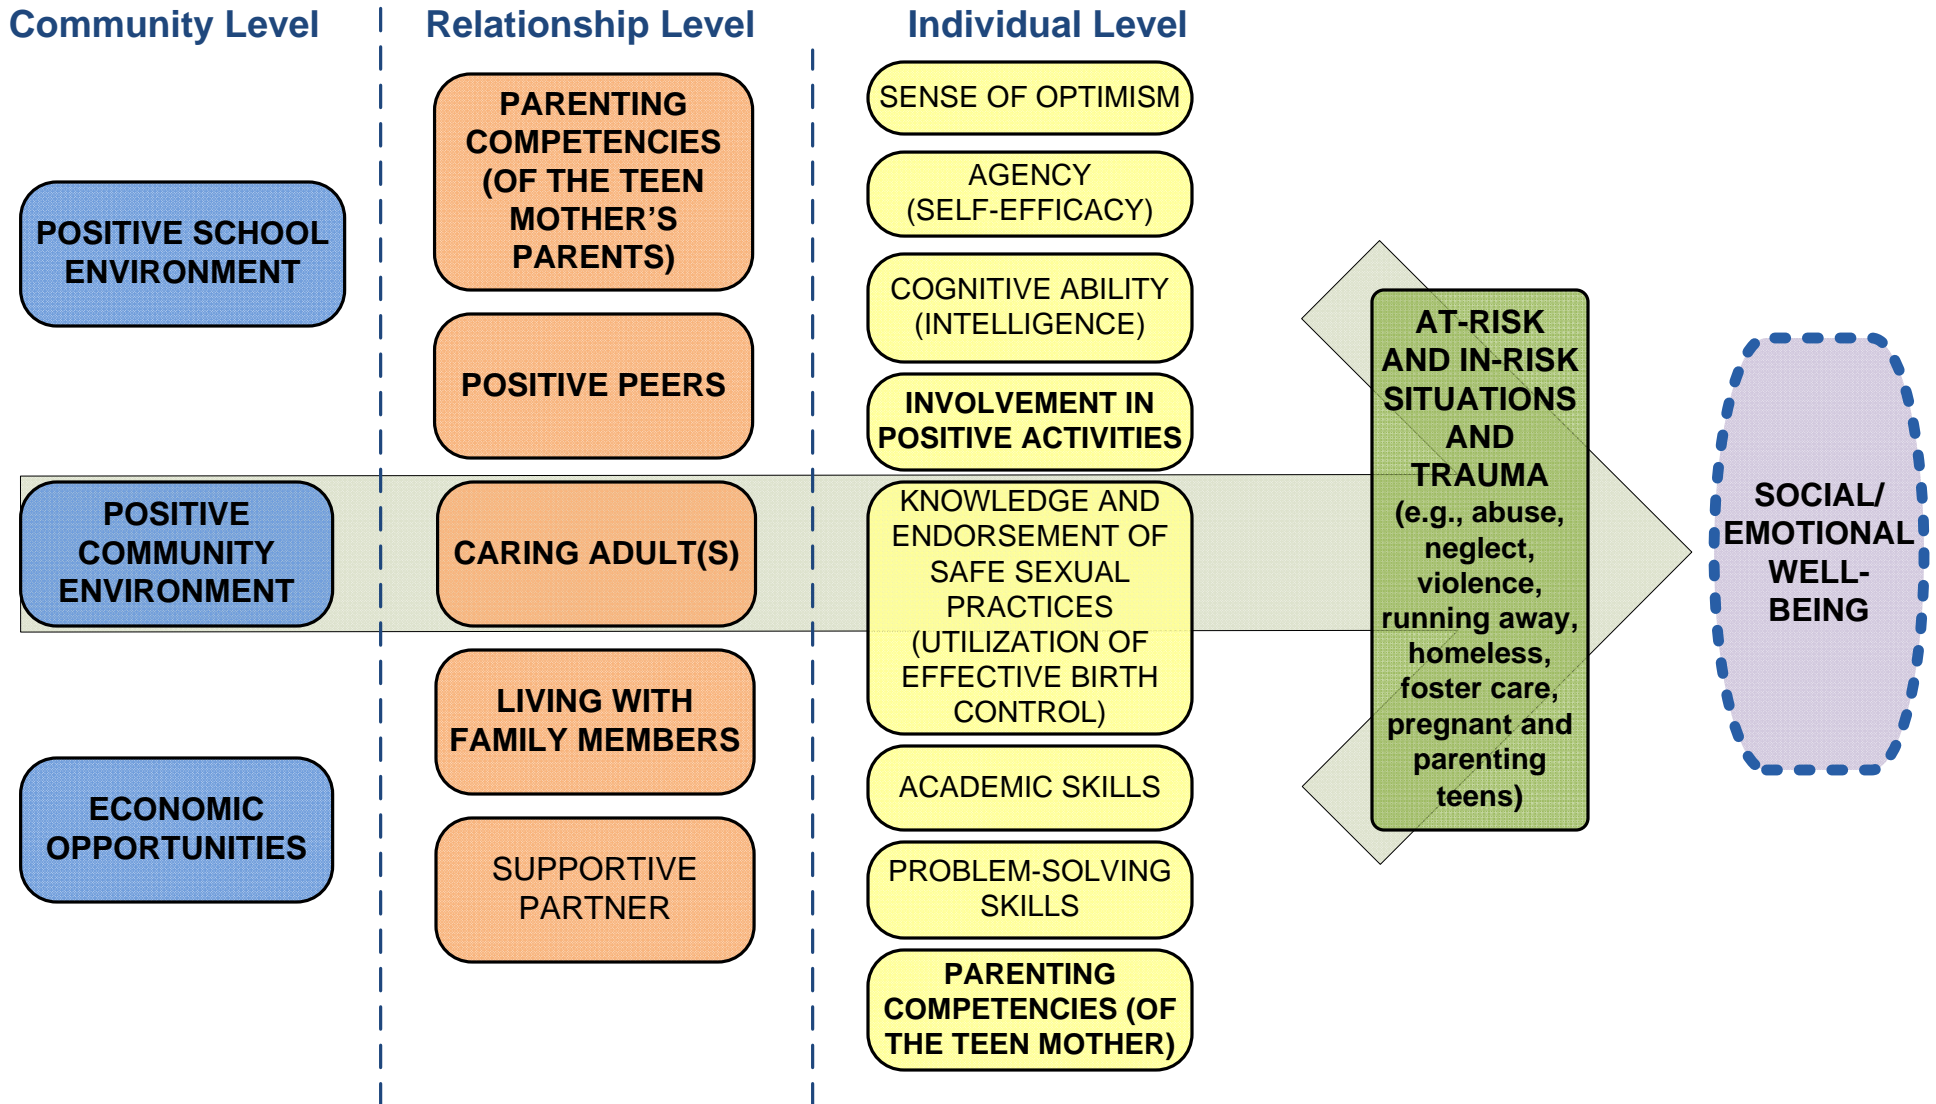 Community Level
POSITIVE SCHOOL
ENVIRONMENT
POSITIVE
COMMUNITY
ENVIRONMENT
ECONOMIC
OPPORTUNITIES
Relationship Level
PARENTING
COMPETENCIES
(OF THE TEEN
MOTHER’S
PARENTS)
POSITIVE PEERS
CARING ADULT(S)
LIVING WITH
FAMILY MEMBERS
SUPPORTIVE
PARTNER
Individual Level
SENSE OF OPTIMISM
AGENCY
(SELF-EFFICACY)
COGNITIVE ABILITY
(INTELLIGENCE)
INVOLVEMENT IN
POSITIVE ACTIVITIES
KNOWLEDGE AND
ENDORSEMENT OF
SAFE SEXUAL
PRACTICES
(UTILIZATION OF
EFFECTIVE BIRTH
CONTROL)
ACADEMIC SKILLS
PROBLEM-SOLVING
SKILLS
PARENTING
COMPETENCIES (OF
THE TEEN MOTHER)
AT-RISK
AND IN-RISK
SITUATIONS
AND
TRAUMA
(e.g., abuse,
neglect,
violence,
running away,
homeless,
foster care,
pregnant and
parenting
teens)
SOCIAL/
EMOTIONAL
WELL-
BEING